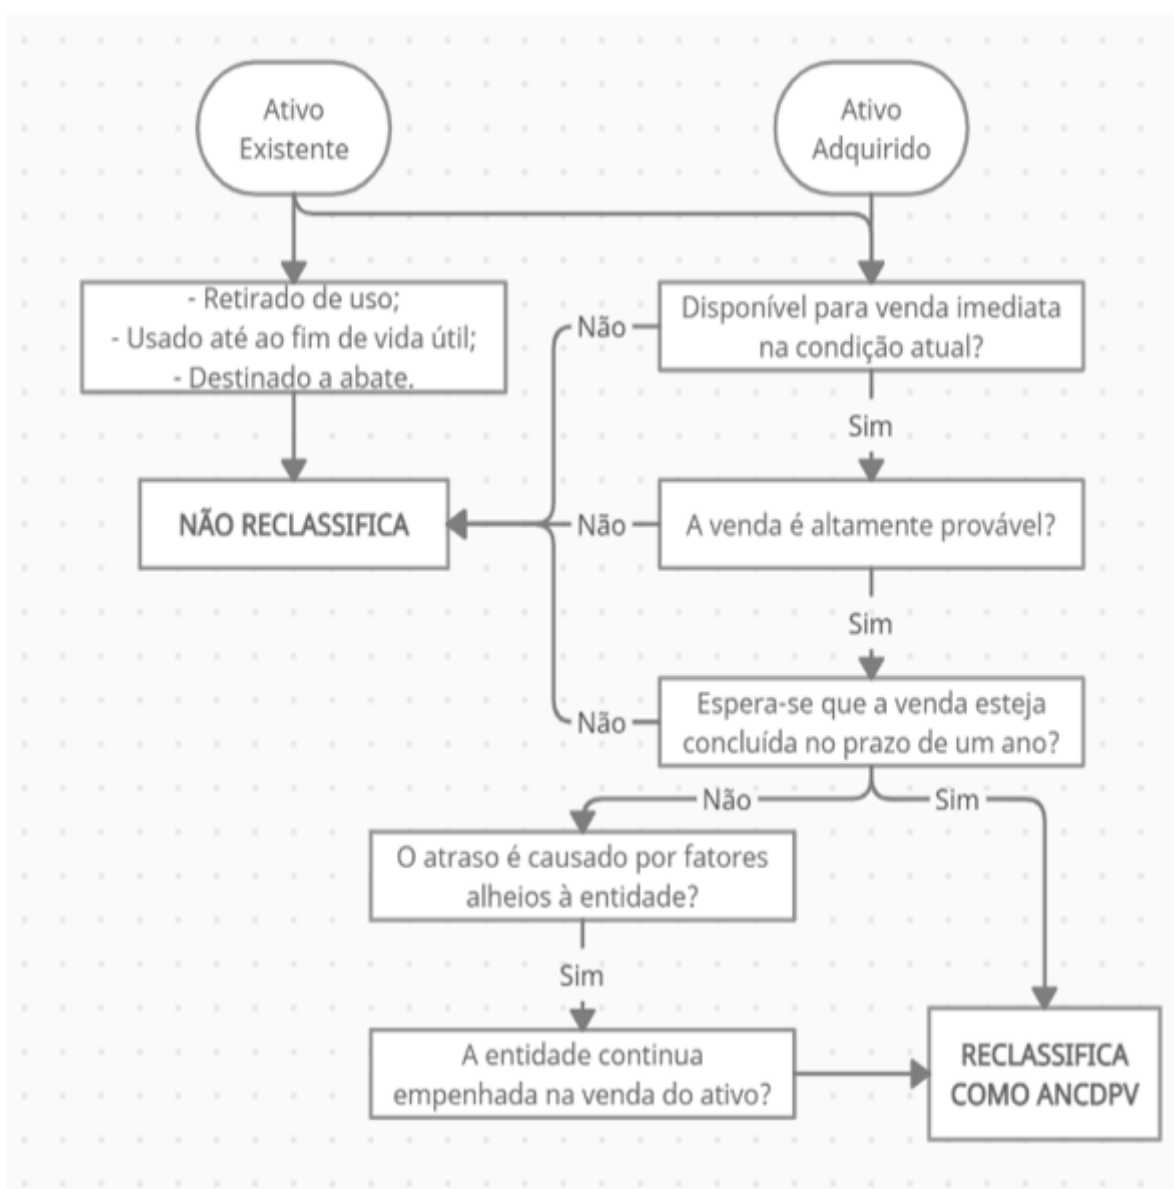 Ativo
Existente
Ativo
Adquirido
- Retirado de uso;
- Usado até ao fim de vida útil;
- Destinado a abate.
Disponível para venda imediata
na condição atual?
Não
Sim
NÃO RECLASSIFICA
Não
A venda é altamente provável?
Sim
Espera-se que a venda esteja
concluída no prazo de um ano?
Não
Não
Sim
O atraso é causado por fatores
alheios à entidade?
Sim
A entidade continua
empenhada na venda do ativo?
RECLASSIFICA
COMO ANCDPV